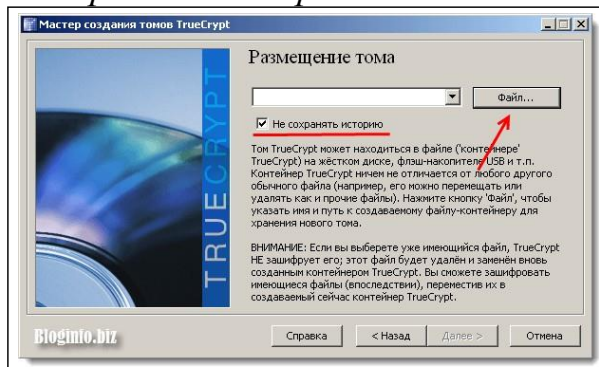 Мастер создания томов TrueCrypt
Размещение тома
Файл...
Не сохранять историю
Том TrueCrypt может находиться в файле ('контейнере'
TrueCrypt) на жёстком диске, флэш-накопителе USB и т.п.
Контейнер TrueCrypt ничем не отличается от любого другого
обычного файла (например, его можно перемещать или
удалять как и прочие файлы). Нажмите кнопку 'Файл', чтобы
указать имя и путь к создаваемому файлу-контейнеру для
хранения нового тома.
ВНИМАНИЕ: Если вы выберете уже имеющийся файл, TrueCrypt
НЕ зашифрует его; этот файл будет удалён и заменён вновь
созданным контейнером TrueCrypt. Вы сможете зашифровать
имеющиеся файлы (впоследствии), переместив их в
создаваемый сейчас контейнер TrueCrypt.
TRUECRYPT
Bloginfo.biz
Справка
< Назад
Далее >
Отмена